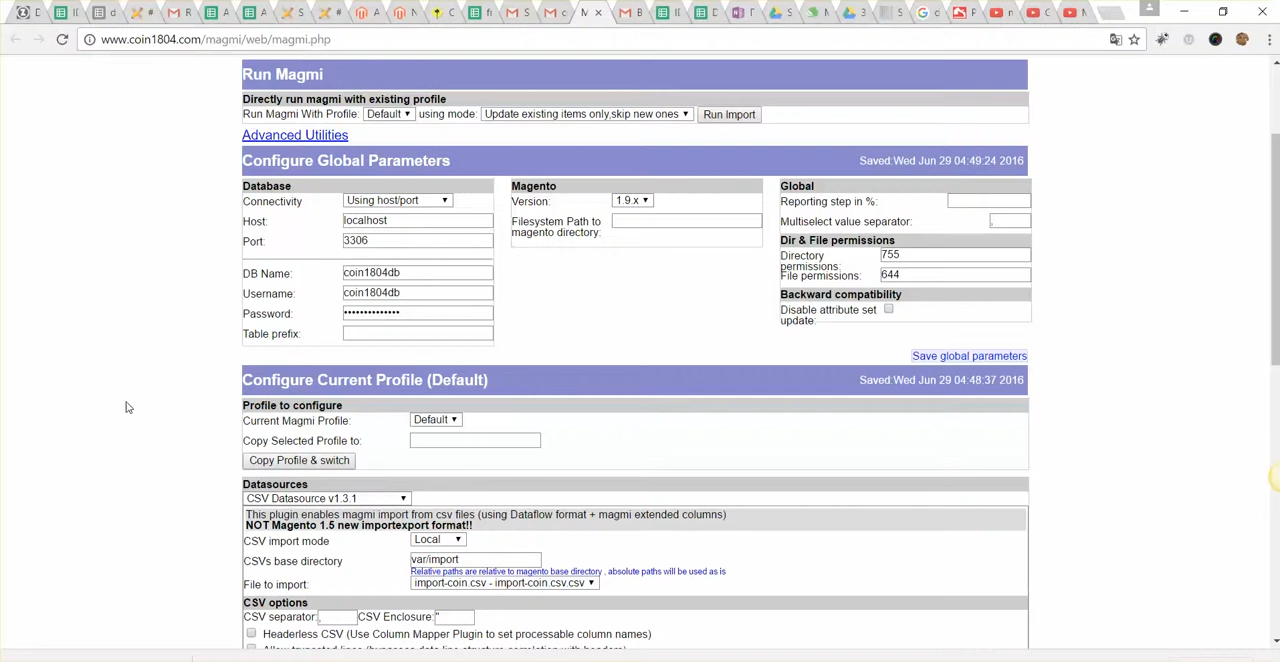 www.coin1804.com/magmi/web/magmi.php
Run Magmi
Directly run magmi with existing profile
Run Magmi With Profile: Default using mode: Update existing items only,skip new ones Run Import
Advanced Utilities
Configure Global Parameters Saved:Wed Jun 29 04:49:24 2016
Database
Connectivity Using host/port
Host: localhost
Port: 3306
DB Name: coin1804db
Username: coin1804db
Password: ••••••••••••••
Table prefix:
Magento
Version: 1.9.x
Filesystem Path to
magento directory:
Global
Reporting step in %:
Multiselect value separator: ,
Dir & File permissions
Directory 755
permissions:
File permissions: 644
Backward compatibility
Disable attribute set
update:
Save global parameters
Configure Current Profile (Default) Saved:Wed Jun 29 04:48:37 2016
Profile to configure
Current Magmi Profile: Default
Copy Selected Profile to:
Copy Profile & switch
Datasources
CSV Datasource v1.3.1
This plugin enables magmi import from csv files (using Dataflow format + magmi extended columns)
NOT Magento 1.5 new importexport format!!
CSV import mode Local
CSVs base directory var/import
Relative paths are relative to magento base directory , absolute paths will be used as is
File to import: import-coin.csv - import-coin.csv.csv
CSV options
CSV separator: , CSV Enclosure: "
Headerless CSV (Use Column Mapper Plugin to set processable column names)